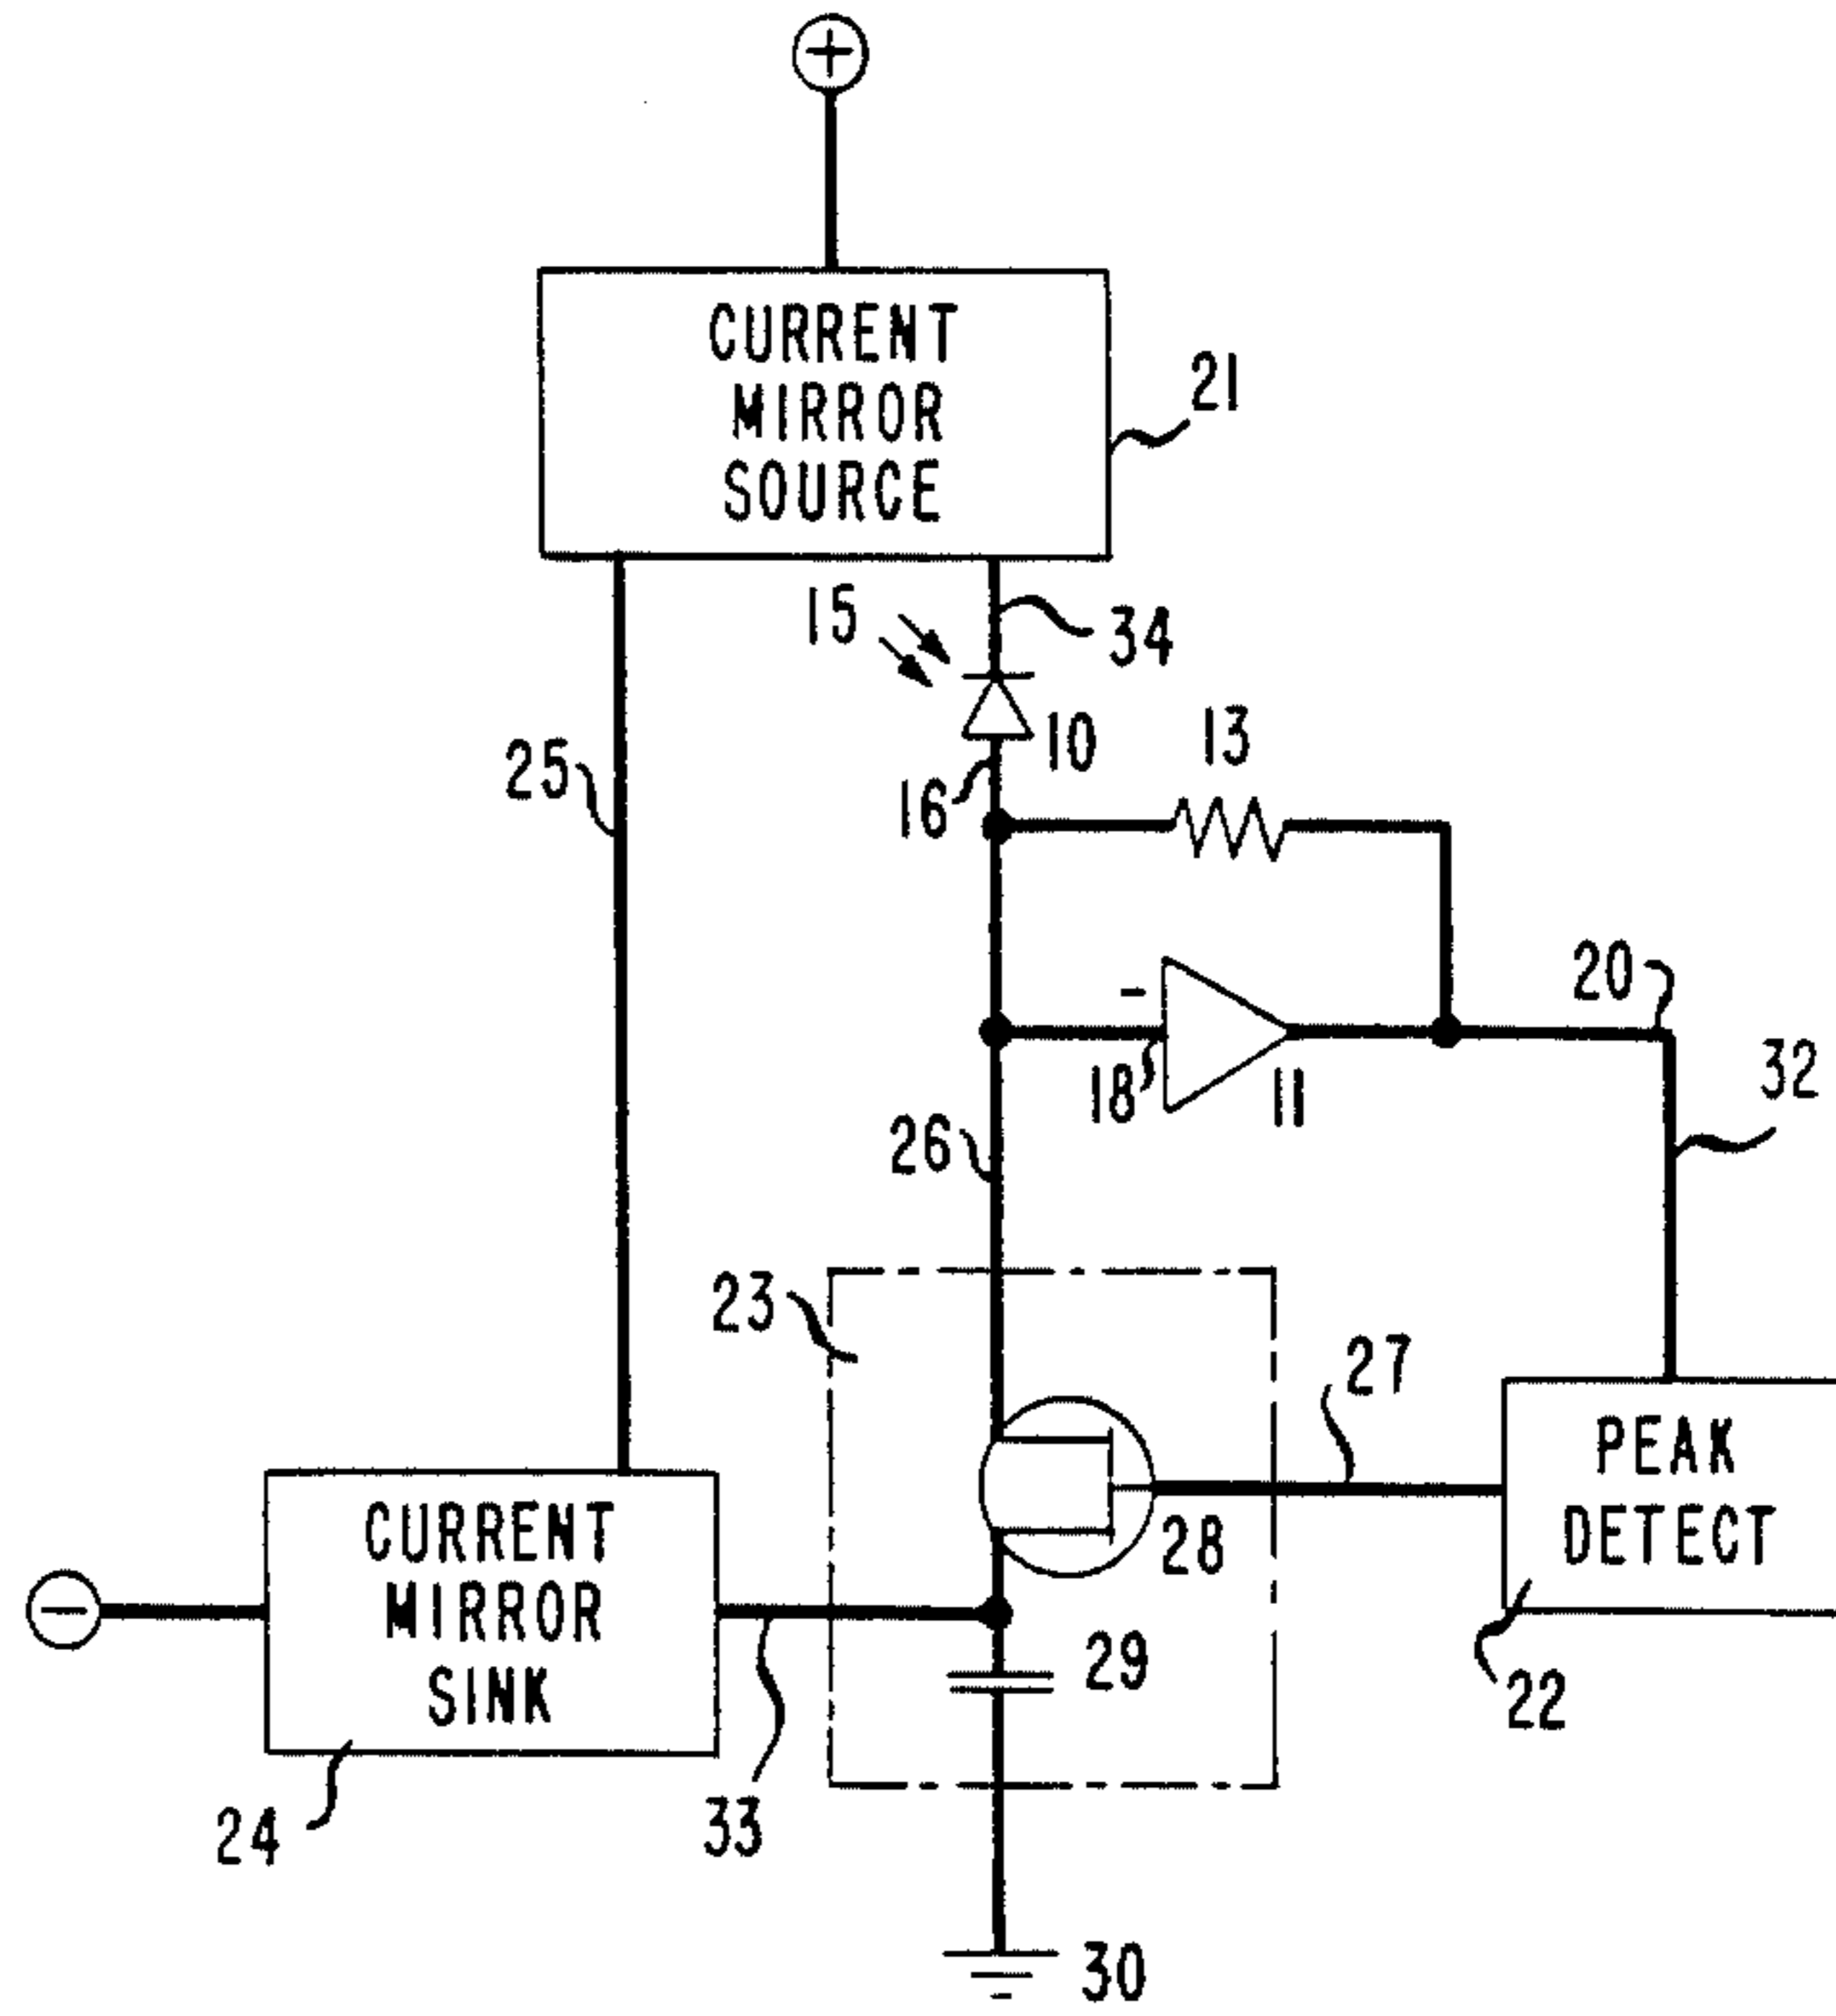 +
CURRENT
MIRROR
SOURCE
21
15
34
10
13
25
16
20
-
18
11
32
26
23
27
PEAK
DETECT
CURRENT
MIRROR
SINK
28
-
29
22
24
33
30